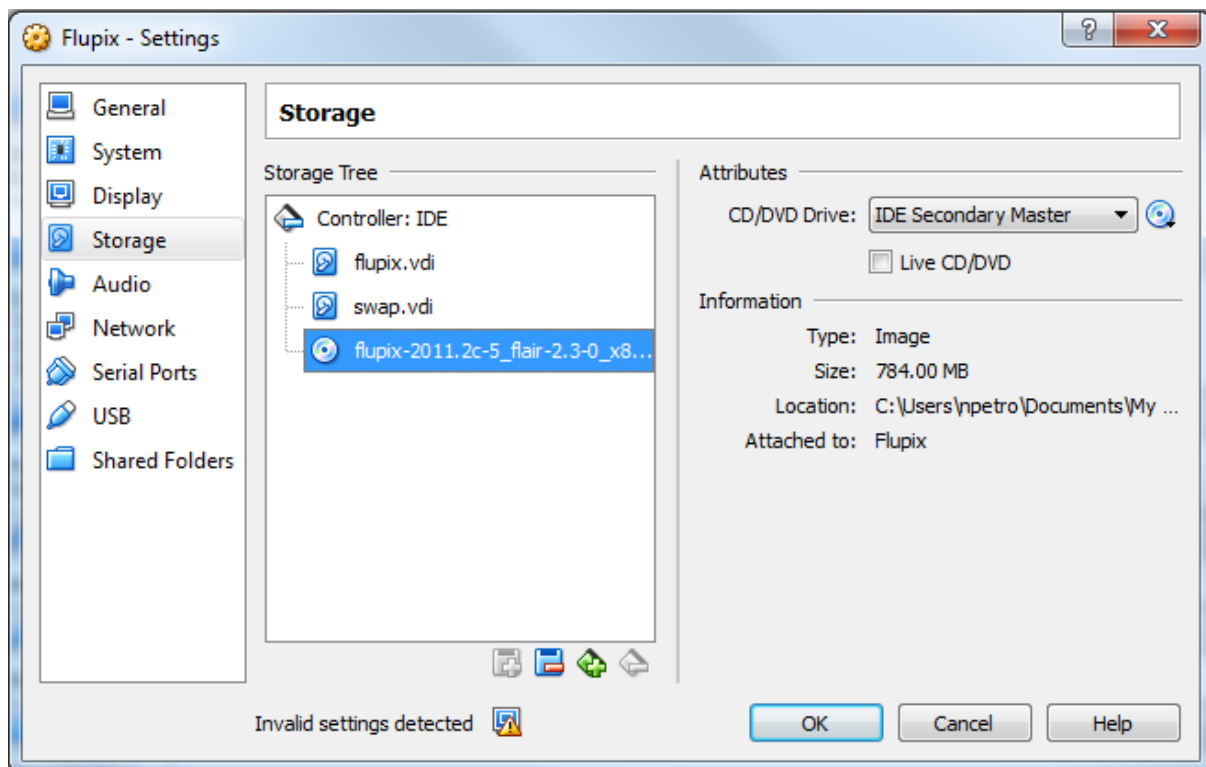 Flupix - Settings
General
System
Display
Storage
Audio
Network
Serial Ports
USB
Shared Folders
Storage
Storage Tree
Controller: IDE
flupix.vdi
swap.vdi
flupix-2011.2c-5_flair-2.3-0_x8...
Attributes
CD/DVD Drive: IDE Secondary Master
Live CD/DVD
Information
Type: Image
Size: 784.00 MB
Location: C:\Users\npetro\Documents\My ...
Attached to: Flupix
Invalid settings detected
OK Cancel Help